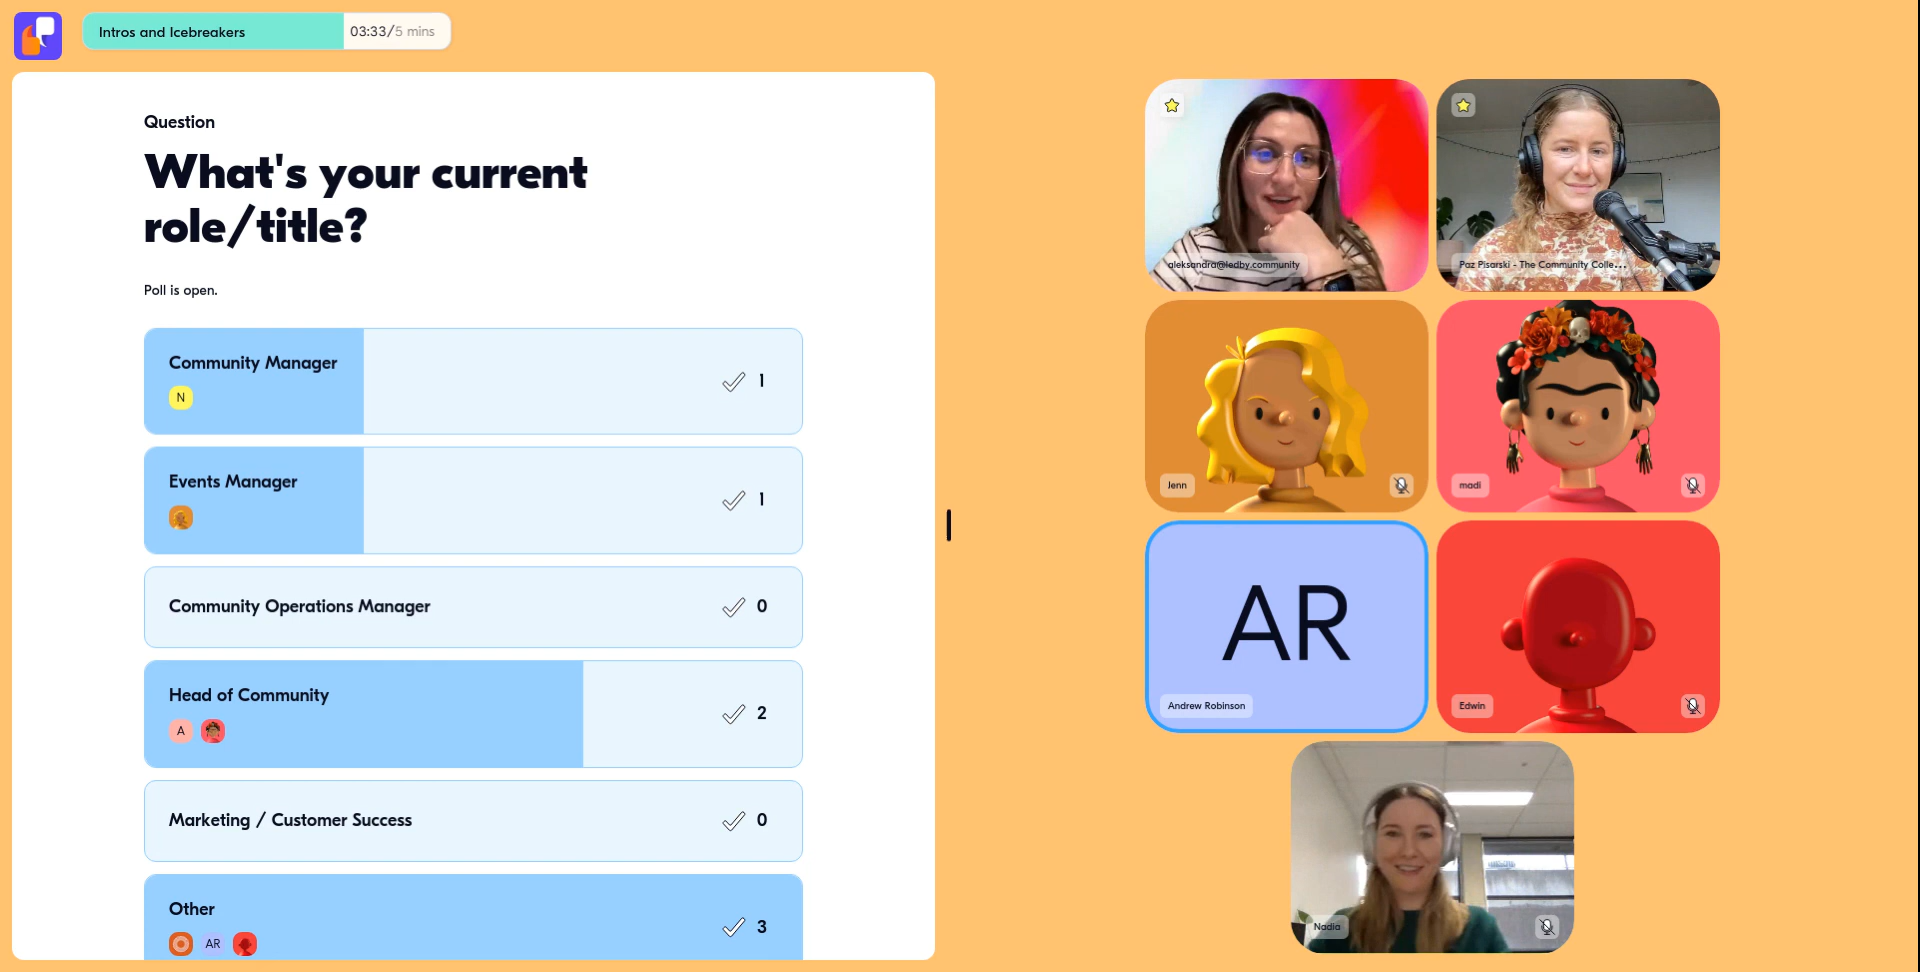 Intros and Icebreakers
03:33/5 mins
Question
What's your current
role/title?
Poll is open.
Community Manager
N
1
Events Manager
1
Community Operations Manager
0
Head of Community
A
2
Marketing / Customer Success
0
Other
AR
3
aleksandra@ledby.community
Paz Pisarski - The Community Colle...
Jenn
madi
AR
Andrew Robinson
Edwin
Nadia